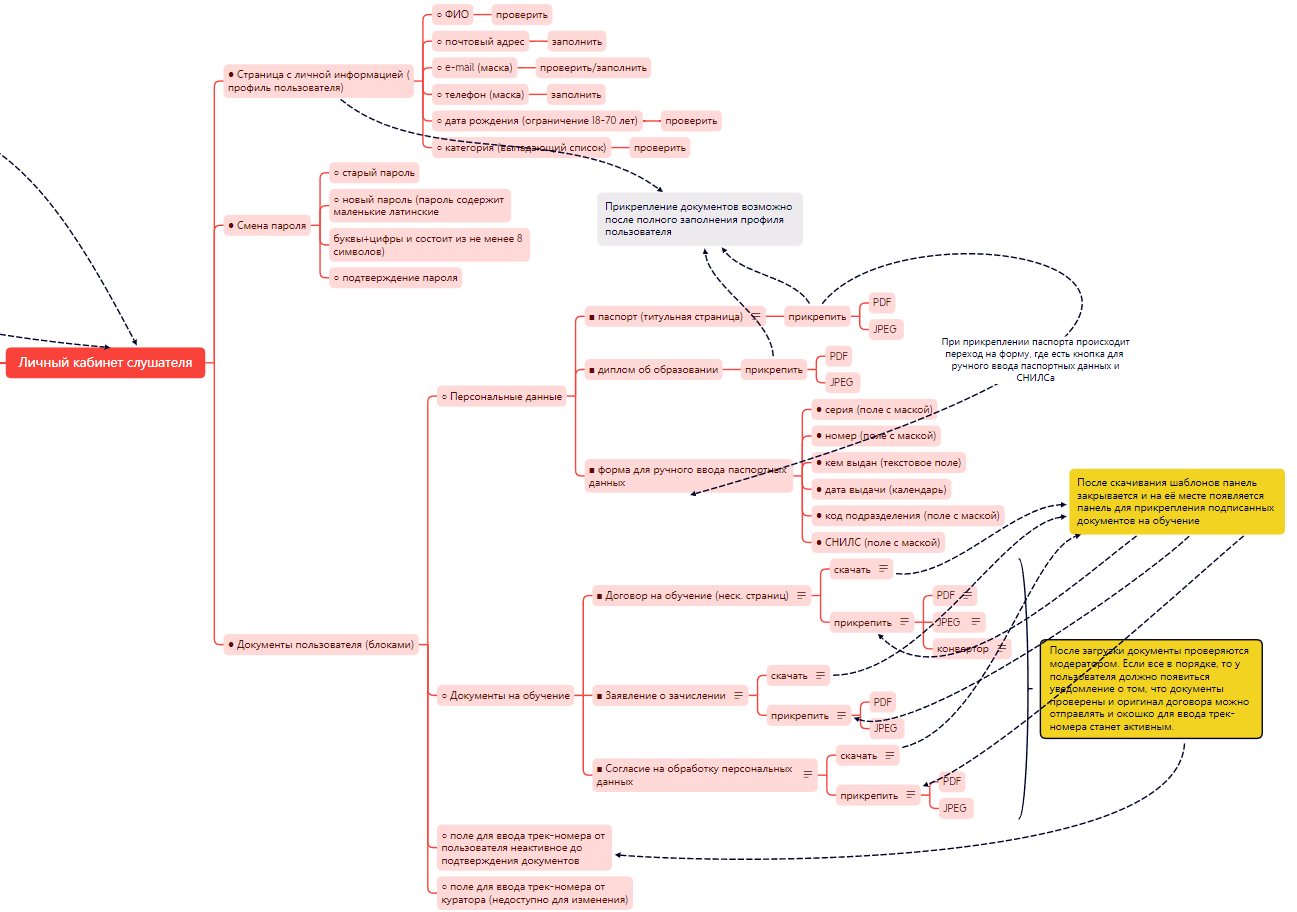 Личный кабинет слушателя
● Страница с личной информацией (
профиль пользователя)
○ ФИО
проверить
○ почтовый адрес
заполнить
○ e-mail (маска)
проверить/заполнить
○ телефон (маска)
заполнить
○ дата рождения (ограничение 18-70 лет)
проверить
○ категория (выпадающий список)
проверить
● Смена пароля
○ старый пароль
○ новый пароль (пароль содержит
маленькие латинские
буквы+цифры и состоит из не менее 8
символов)
○ подтверждение пароля
Прикрепление документов возможно
после полного заполнения профиля
пользователя
● Документы пользователя (блоками)
○ Персональные данные
■ паспорт (титульная страница)
прикрепить
PDF
JPEG
■ диплом об образовании
прикрепить
PDF
JPEG
При прикреплении паспорта происходит
переход на форму, где есть кнопка для
ручного ввода паспортных данных и
СНИЛСа
■ форма для ручного ввода паспортных
данных
● серия (поле с маской)
● номер (поле с маской)
● кем выдан (текстовое поле)
● дата выдачи (календарь)
● код подразделения (поле с маской)
● СНИЛС (поле с маской)
После скачивания шаблонов панель
закрывается и на её месте появляется
панель для прикрепления подписанных
документов на обучение
○ Документы на обучение
■ Договор на обучение (неск. страниц)
скачать
прикрепить
PDF
JPEG
конвертор
■ Заявление о зачислении
скачать
прикрепить
PDF
JPEG
■ Согласие на обработку персональных
данных
скачать
прикрепить
PDF
JPEG
После загрузки документы проверяются
модератором. Если все в порядке, то у
пользователя должно появиться
уведомление о том, что документы
проверены и оригинал договора можно
отправлять и окошко для ввода трек-
номера станет активным.
○ поле для ввода трек-номера от
пользователя неактивное до
подтверждения документов
○ поле для ввода трек-номера от
куратора (недоступно для изменения)